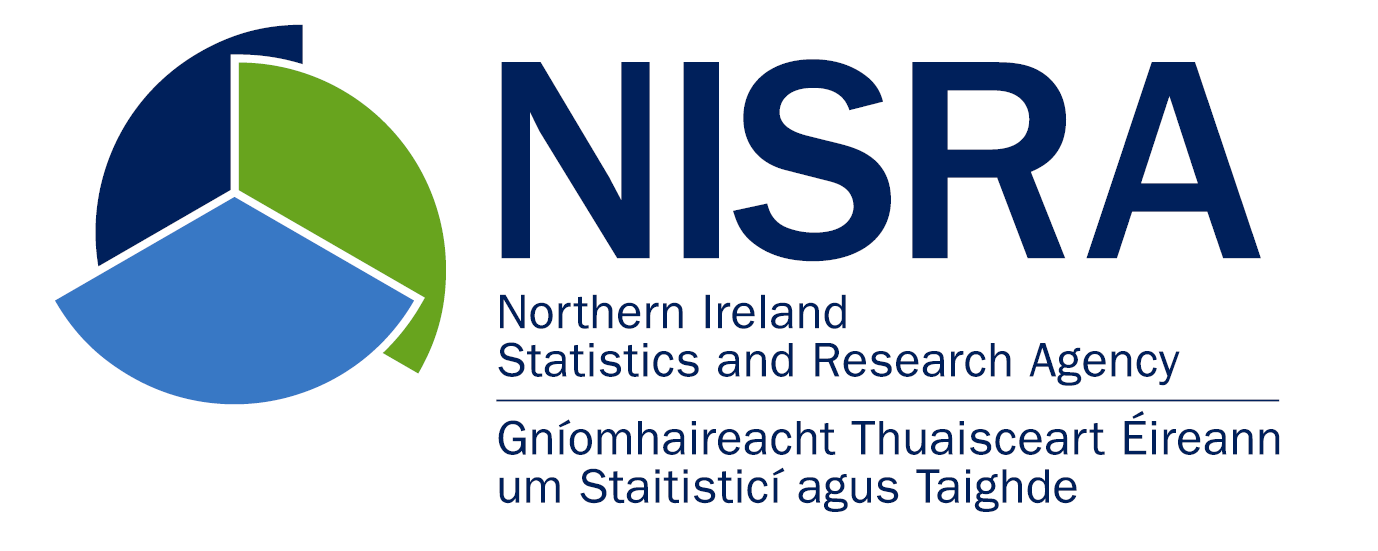 NISRA
Northern Ireland
Statistics and Research Agency
Gníomhaireacht Thuaisceart Éireann
um Staitisticí agus Taighde